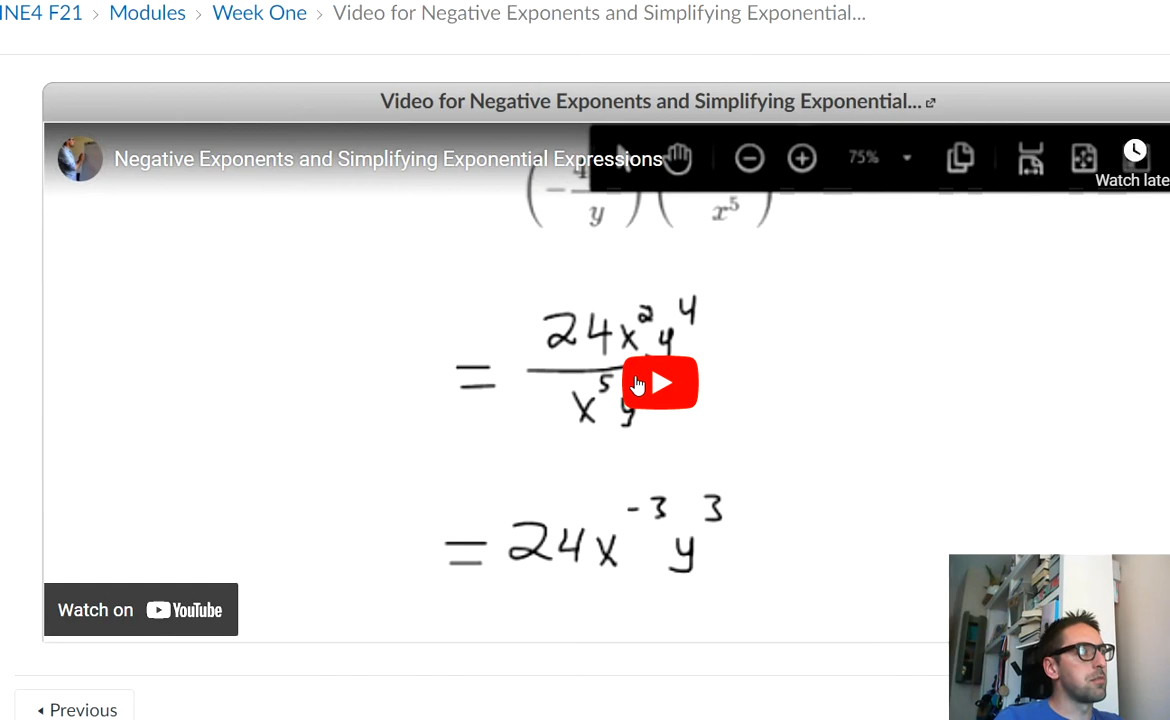 INE4 F21 > Modules > Week One > Video for Negative Exponents and Simplifying Exponential...
Video for Negative Exponents and Simplifying Exponential...
Negative Exponents and Simplifying Exponential Expressions
75%
Watch late
y x⁵
= 24x²y⁴
x⁵y
= 24x⁻³y³
Watch on YouTube
Previous